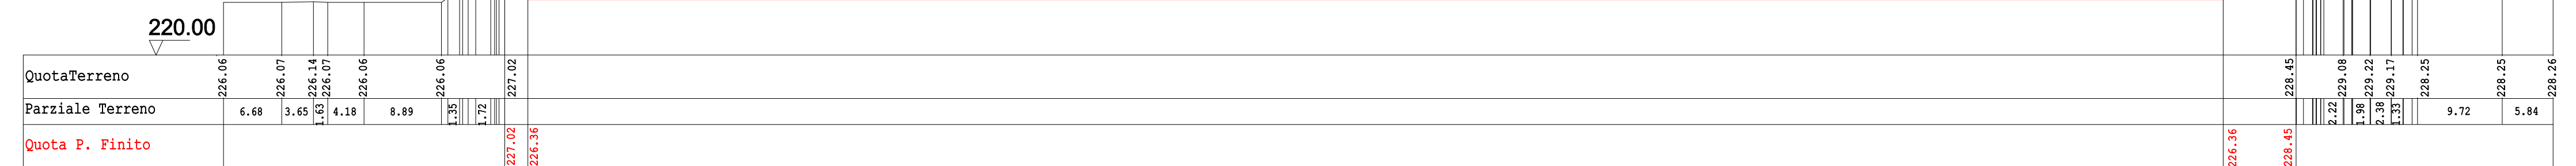 220.00
QuotaTerreno 226.06 226.07 226.14 226.07 226.06 226.06 227.02 228.45 229.08 229.22 229.17 228.25 228.25 228.26
Parziale Terreno 6.68 3.65 1.63 4.18 8.89 1.35 1.72 2.22 1.98 2.38 1.33 9.72 5.84
Quota P. Finito 227.02 226.36 226.36 228.45